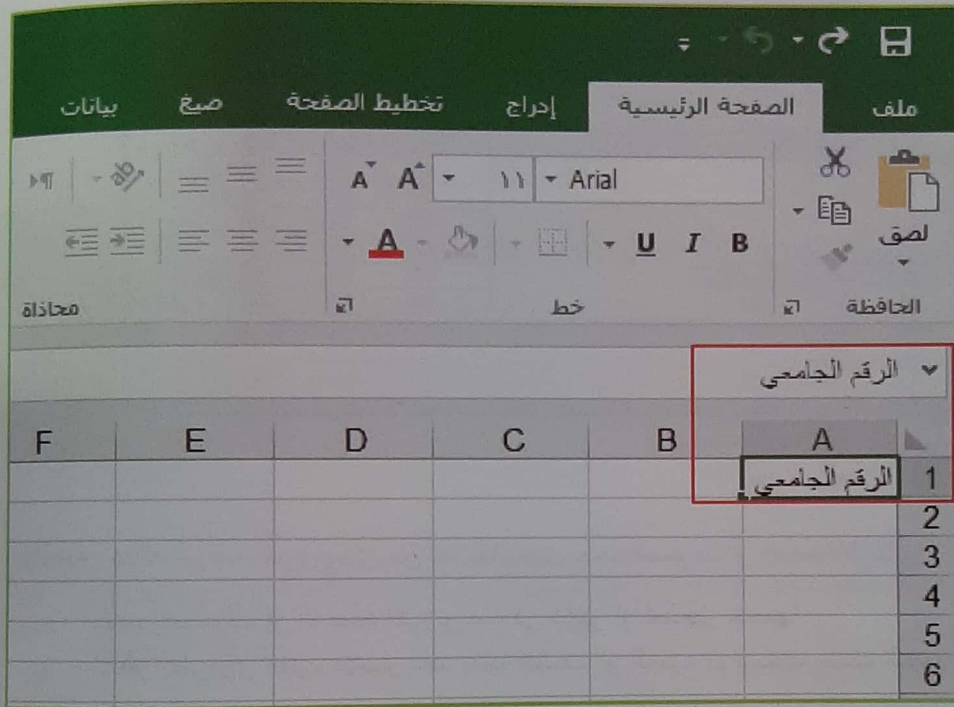 ملف الصفحة الرئيسية إدراج تخطيط الصفحة صيغ بيانات
Arial ١١ A A ab
لصق B I U A
الحافظة خط محاذاة
الرقم الجامعي
A B C D E F
1 الرقم الجامعي
2
3
4
5
6